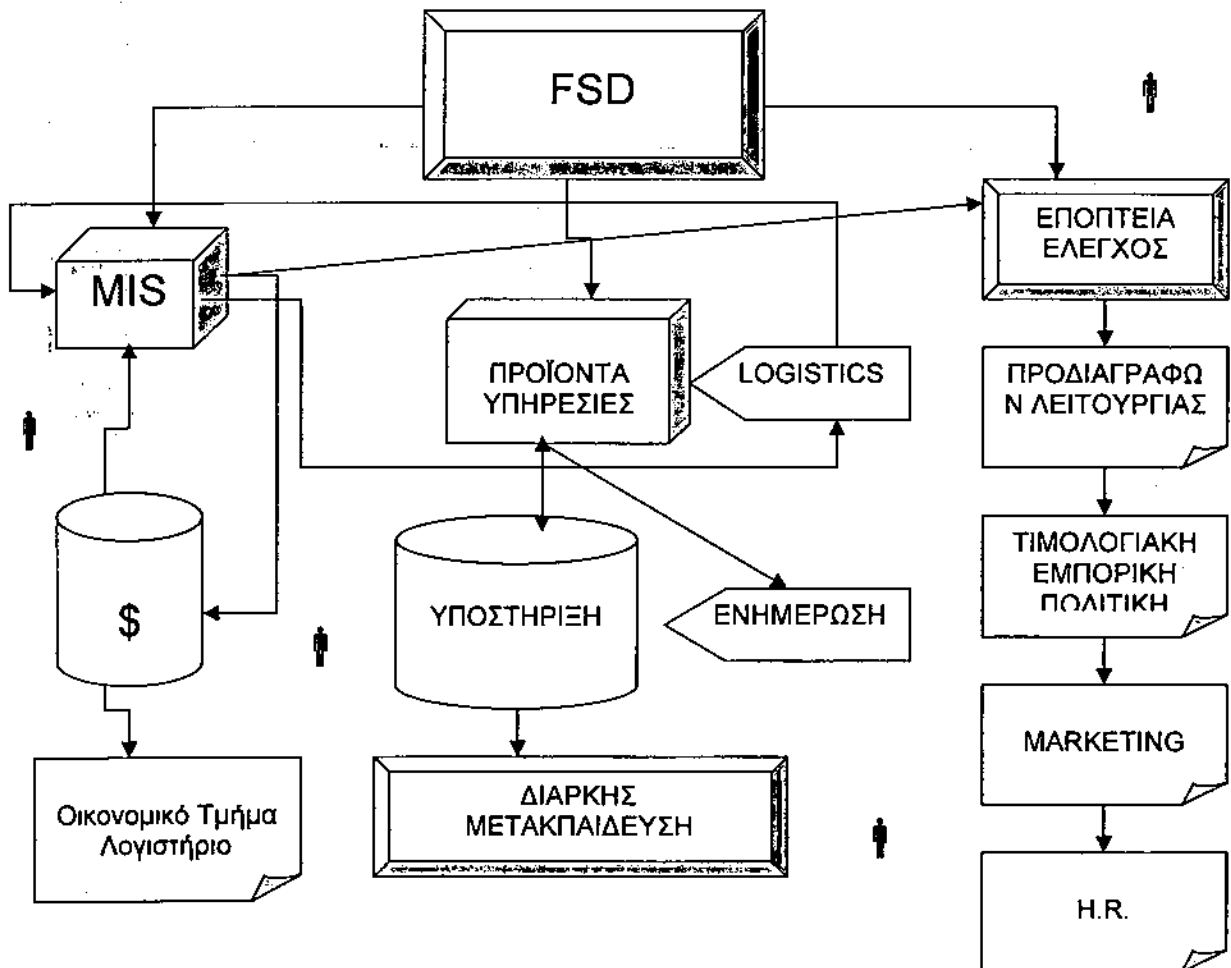 FSD
ΕΠΟΠΤΕΙΑ
ΕΛΕΓΧΟΣ
MIS
ΠΡΟΪΟΝΤΑ
ΥΠΗΡΕΣΙΕΣ
LOGISTICS
ΠΡΟΔΙΑΓΡΑΦΩ
Ν ΛΕΙΤΟΥΡΓΙΑΣ
$
ΥΠΟΣΤΗΡΙΞΗ
ΕΝΗΜΕΡΩΣΗ
ΤΙΜΟΛΟΓΙΑΚΗ
ΕΜΠΟΡΙΚΗ
ΠΟΛΙΤΙΚΗ
Οικονομικό Τμήμα
Λογιστήριο
ΔΙΑΡΚΗΣ
ΜΕΤΑΚΠΑΙΔΕΥΣΗ
MARKETING
H.R.